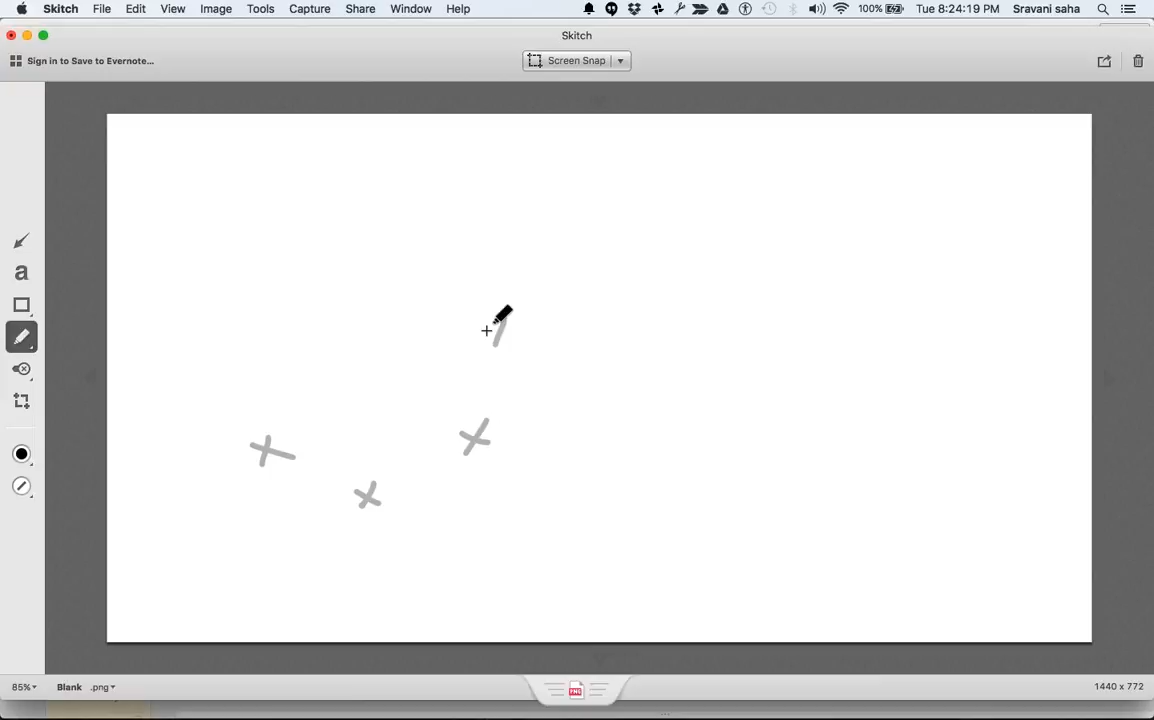 Skitch File Edit View Image Tools Capture Share Window Help 100% Tue 8:24:19 PM Sravani saha
Skitch
Sign in to Save to Evernote... Screen Snap
a
85% Blank .png PNG 1440 x 772